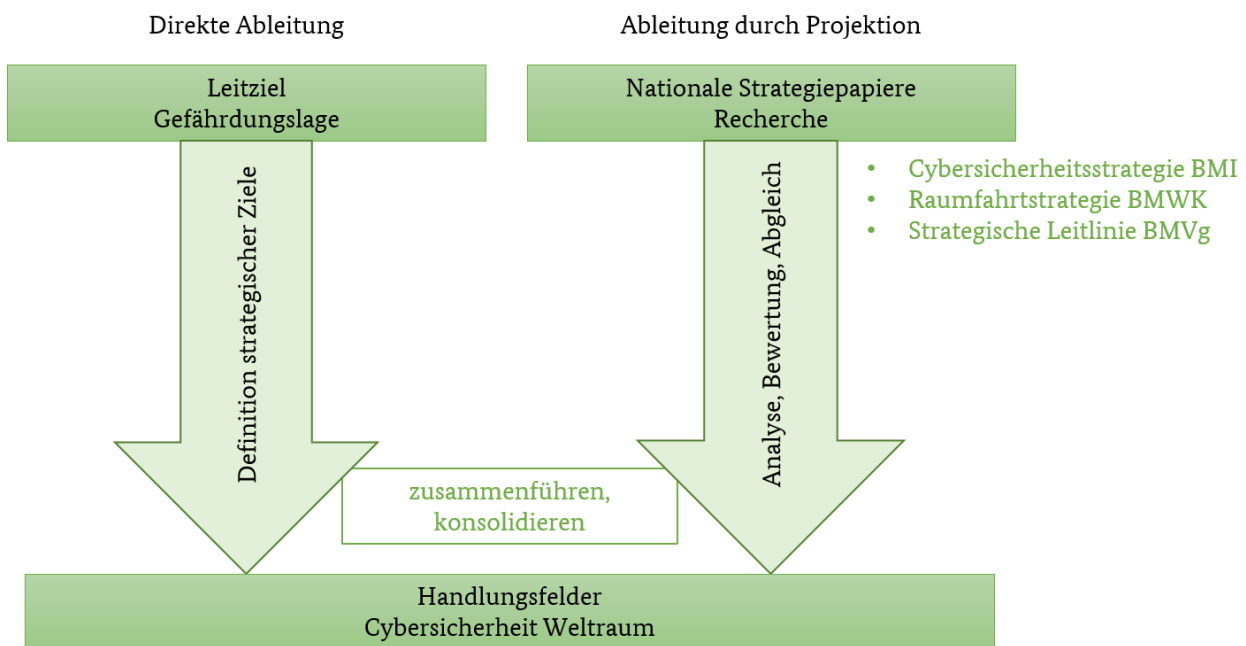 Direkte Ableitung
Ableitung durch Projektion
Leitziel
Gefährdungslage
Nationale Strategiepapiere
Recherche
Definition strategischer Ziele
Analyse, Bewertung, Abgleich
• Cybersicherheitsstrategie BMI
• Raumfahrtstrategie BMWK
• Strategische Leitlinie BMVg
zusammenführen,
konsolidieren
Handlungsfelder
Cybersicherheit Weltraum